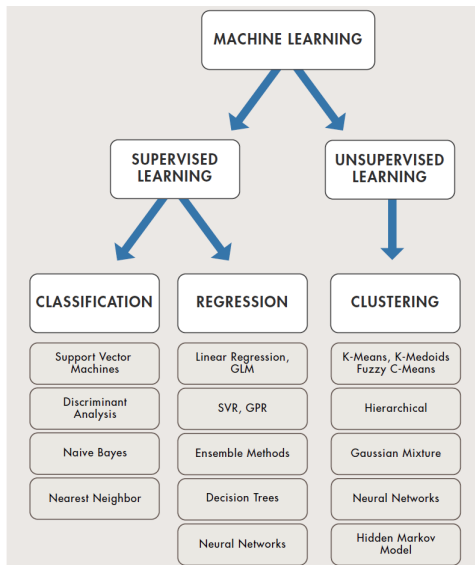 MACHINE LEARNING
SUPERVISED
LEARNING
UNSUPERVISED
LEARNING
CLASSIFICATION
REGRESSION
CLUSTERING
Support Vector
Machines
Discriminant
Analysis
Naive Bayes
Nearest Neighbor
Linear Regression,
GLM
SVR, GPR
Ensemble Methods
Decision Trees
Neural Networks
K-Means, K-Medoids
Fuzzy C-Means
Hierarchical
Gaussian Mixture
Neural Networks
Hidden Markov
Model